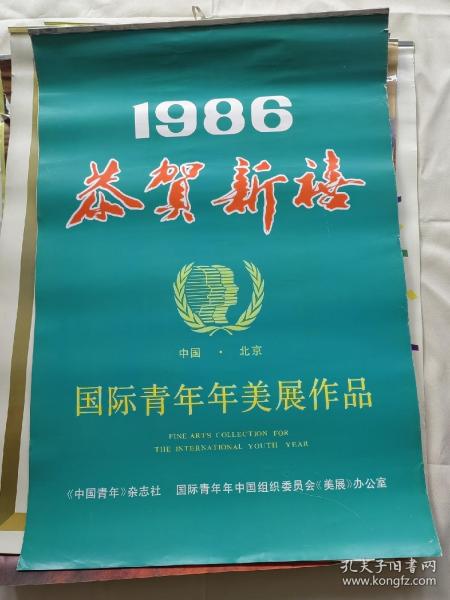 1986
恭贺新禧
中国 · 北京
国际青年年美展作品
FINE ARTS COLLECTION FOR
THE INTERNATIONAL YOUTH YEAR
《中国青年》杂志社 国际青年年中国组织委员会《美展》办公室
孔夫子旧书网
www.kongfz.com